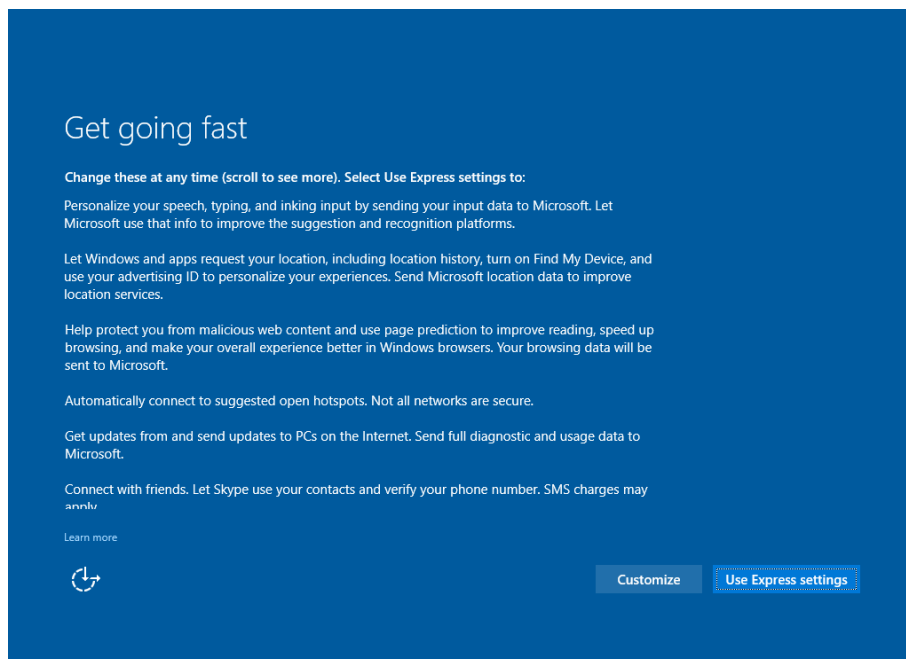 Get going fast
Change these at any time (scroll to see more). Select Use Express settings to:
Personalize your speech, typing, and inking input by sending your input data to Microsoft. Let
Microsoft use that info to improve the suggestion and recognition platforms.
Let Windows and apps request your location, including location history, turn on Find My Device, and
use your advertising ID to personalize your experiences. Send Microsoft location data to improve
location services.
Help protect you from malicious web content and use page prediction to improve reading, speed up
browsing, and make your overall experience better in Windows browsers. Your browsing data will be
sent to Microsoft.
Automatically connect to suggested open hotspots. Not all networks are secure.
Get updates from and send updates to PCs on the Internet. Send full diagnostic and usage data to
Microsoft.
Connect with friends. Let Skype use your contacts and verify your phone number. SMS charges may
apply
Learn more
Customize
Use Express settings